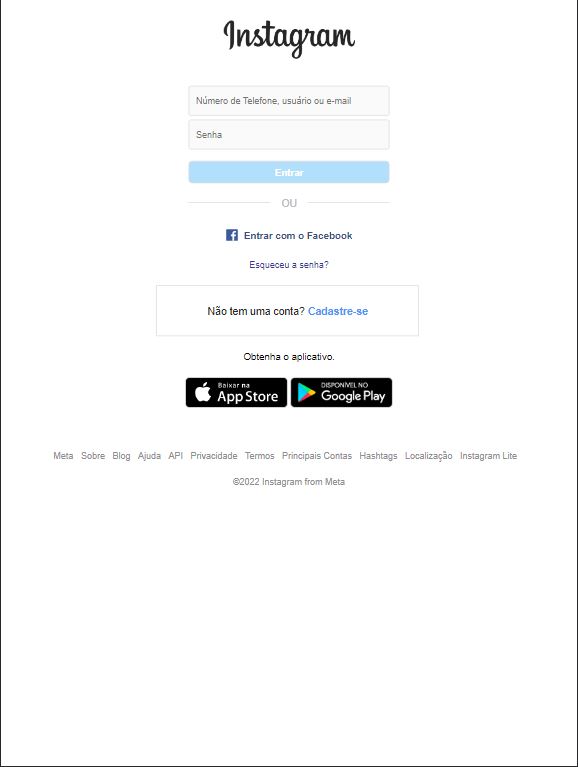 Instagram
Número de Telefone, usuário ou e-mail
Senha
Entrar
OU
Entrar com o Facebook
Esqueceu a senha?
Não tem uma conta? Cadastre-se
Obtenha o aplicativo.
Baixar na
App Store
DISPONÍVEL NO
Google Play
Meta Sobre Blog Ajuda API Privacidade Termos Principais Contas Hashtags Localização Instagram Lite
©2022 Instagram from Meta